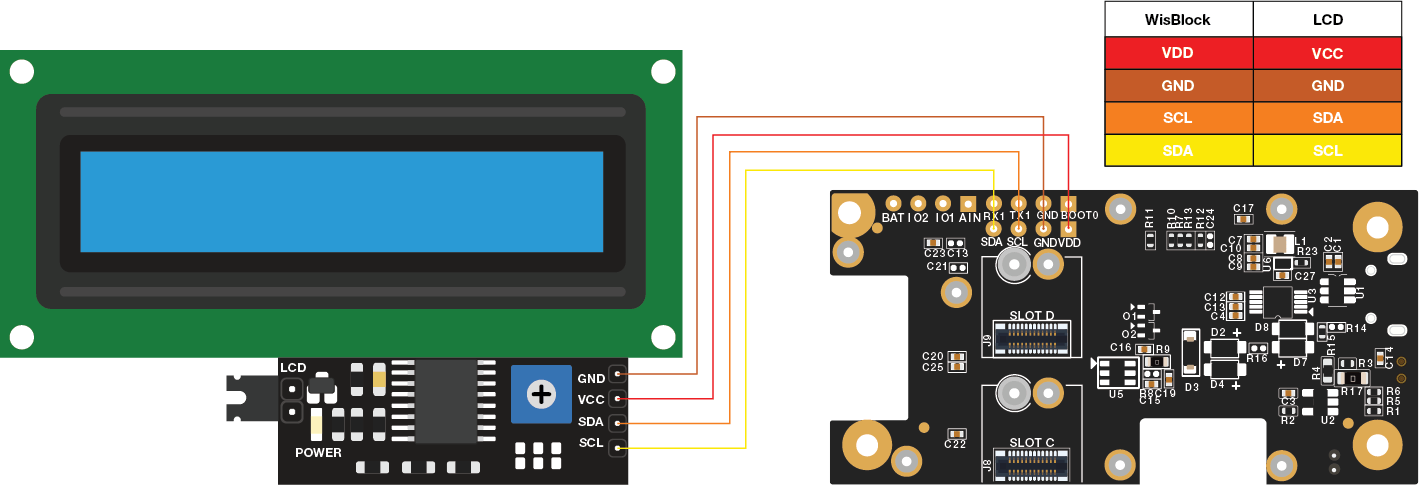 WisBlock LCD
VDD VCC
GND GND
SCL SDA
SDA SCL
BAT IO2 IO1 AIN RX1 TX1 GND BOOT0
SDA SCL GND VDD
R11 R10 R7 R13 R12 C24
C17
C23 C13
C21
C7
C10
C8
C9
L1
U6
R23
C27
C2 C1
U3
U1
C12
C13
C4
SLOT D
J9
O1
O2
C16 R9
C20
C25
U5
R8 C19
C15
D3
D2 +
D4 +
R16
D8
D7
+
R15
R14
R4
R3
R17
C14
C3
R2
U2
R6
R5
R1
C22
SLOT C
J8
LCD
POWER
GND
VCC
SDA
SCL